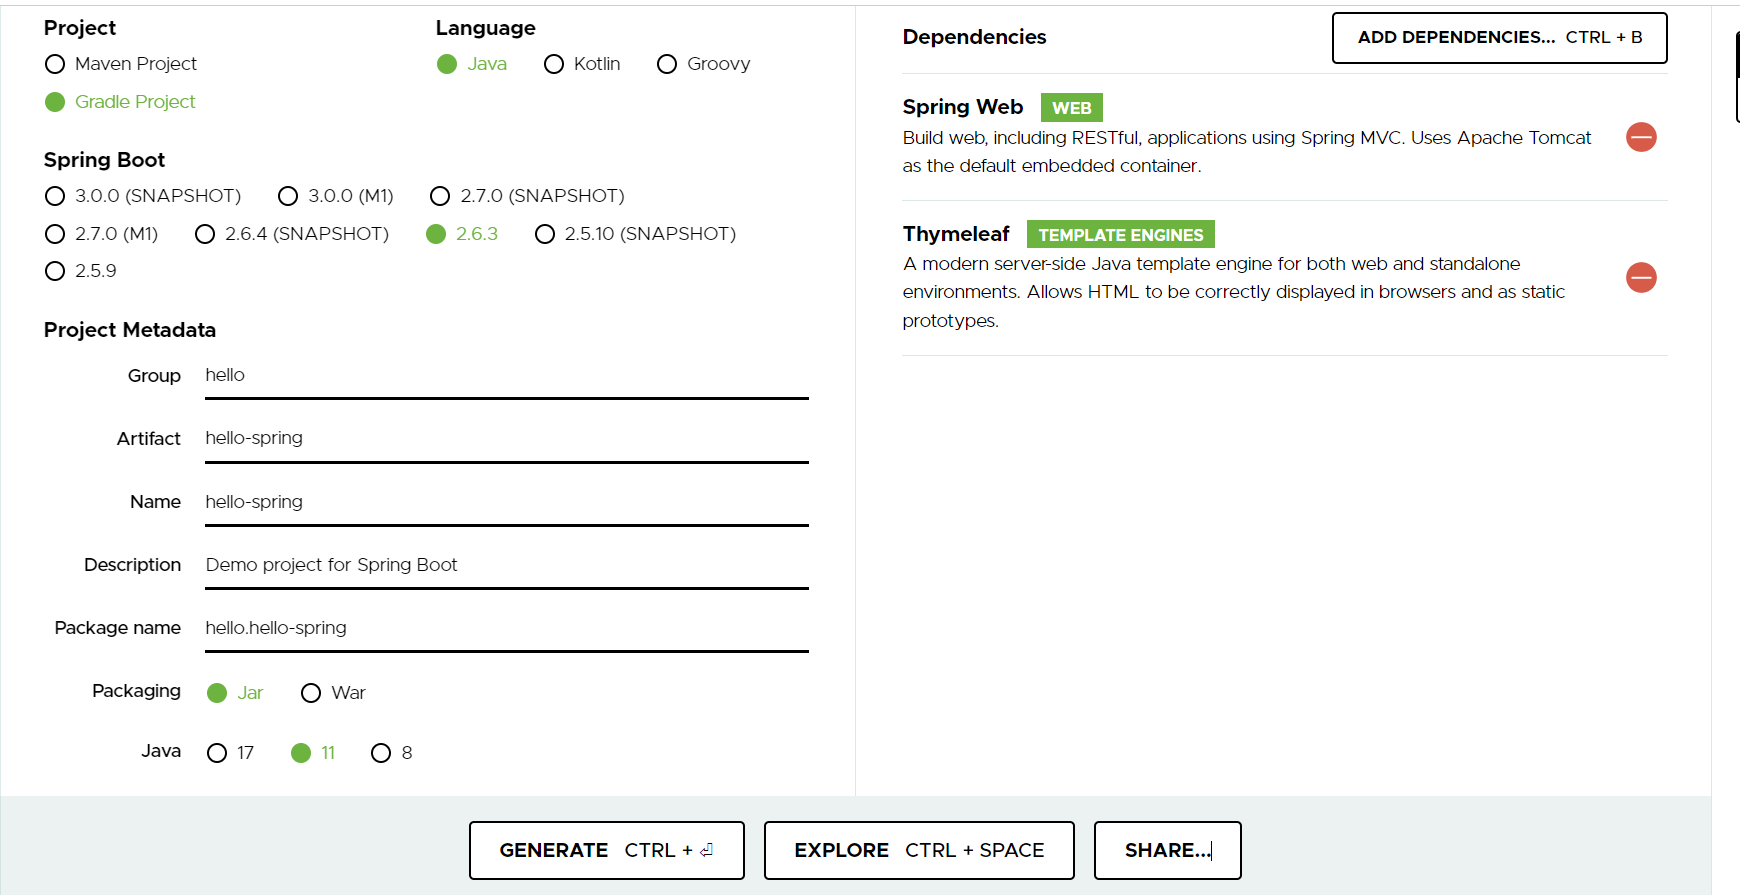 Project
Maven Project
Gradle Project
Language
Java Kotlin Groovy
Spring Boot
3.0.0 (SNAPSHOT) 3.0.0 (M1) 2.7.0 (SNAPSHOT)
2.7.0 (M1) 2.6.4 (SNAPSHOT) 2.6.3 2.5.10 (SNAPSHOT)
2.5.9
Project Metadata
Group hello
Artifact hello-spring
Name hello-spring
Description Demo project for Spring Boot
Package name hello.hello-spring
Packaging Jar War
Java 17 11 8
Dependencies
ADD DEPENDENCIES... CTRL + B
Spring Web WEB
Build web, including RESTful, applications using Spring MVC. Uses Apache Tomcat
as the default embedded container.
Thymeleaf TEMPLATE ENGINES
A modern server-side Java template engine for both web and standalone
environments. Allows HTML to be correctly displayed in browsers and as static
prototypes.
GENERATE CTRL + ⏎
EXPLORE CTRL + SPACE
SHARE...